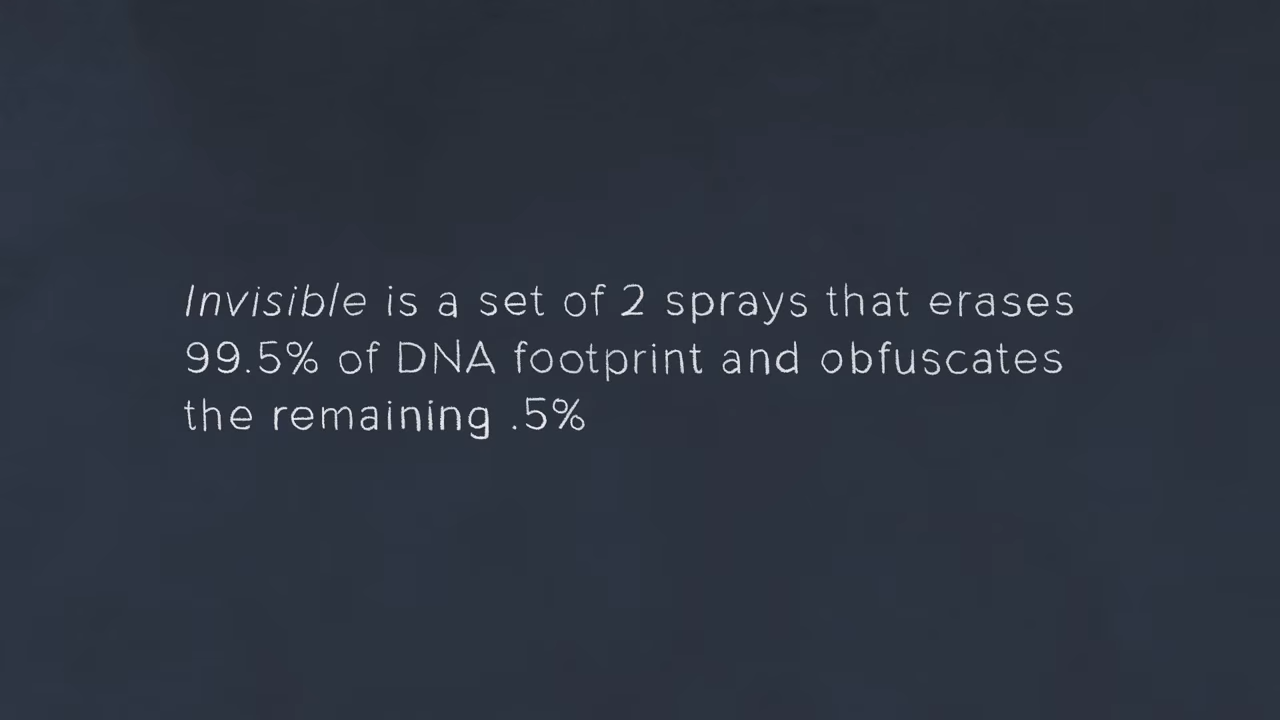 Invisible is a set of 2 sprays that erases
99.5% of DNA footprint and obfuscates
the remaining .5%